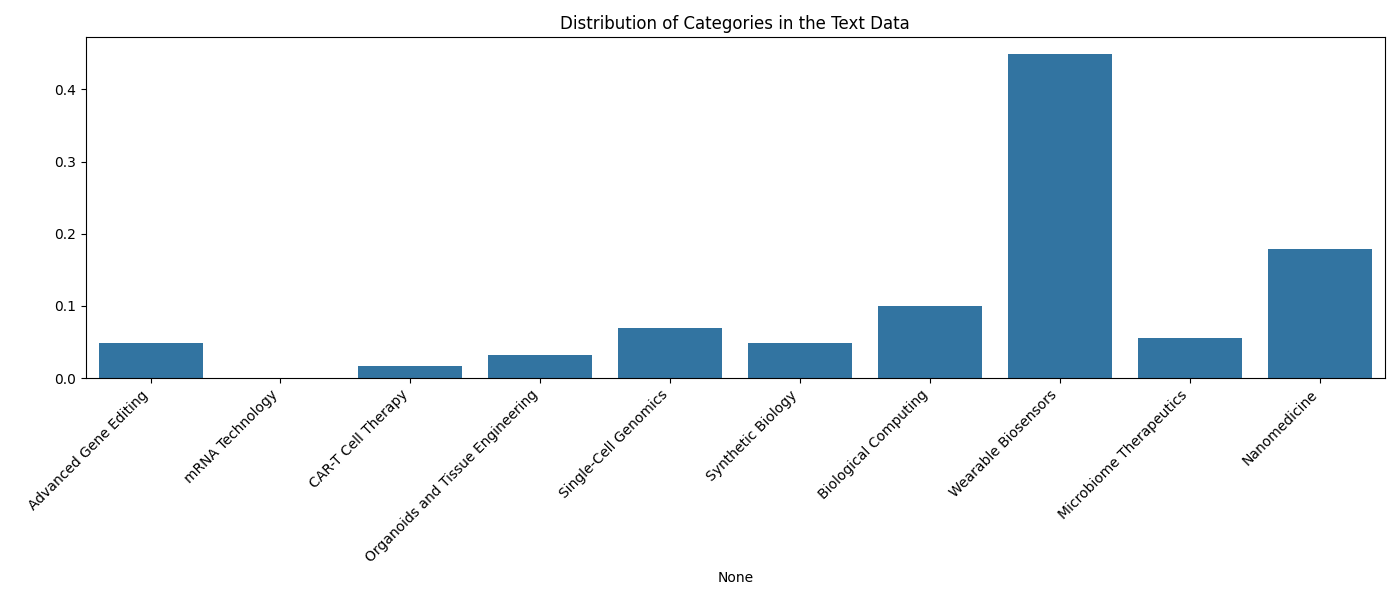 Distribution of Categories in the Text Data
0.4
0.3
0.2
0.1
0.0
Advanced Gene Editing
mRNA Technology
CAR-T Cell Therapy
Organoids and Tissue Engineering
Single-Cell Genomics
Synthetic Biology
Biological Computing
Wearable Biosensors
Microbiome Therapeutics
Nanomedicine
None